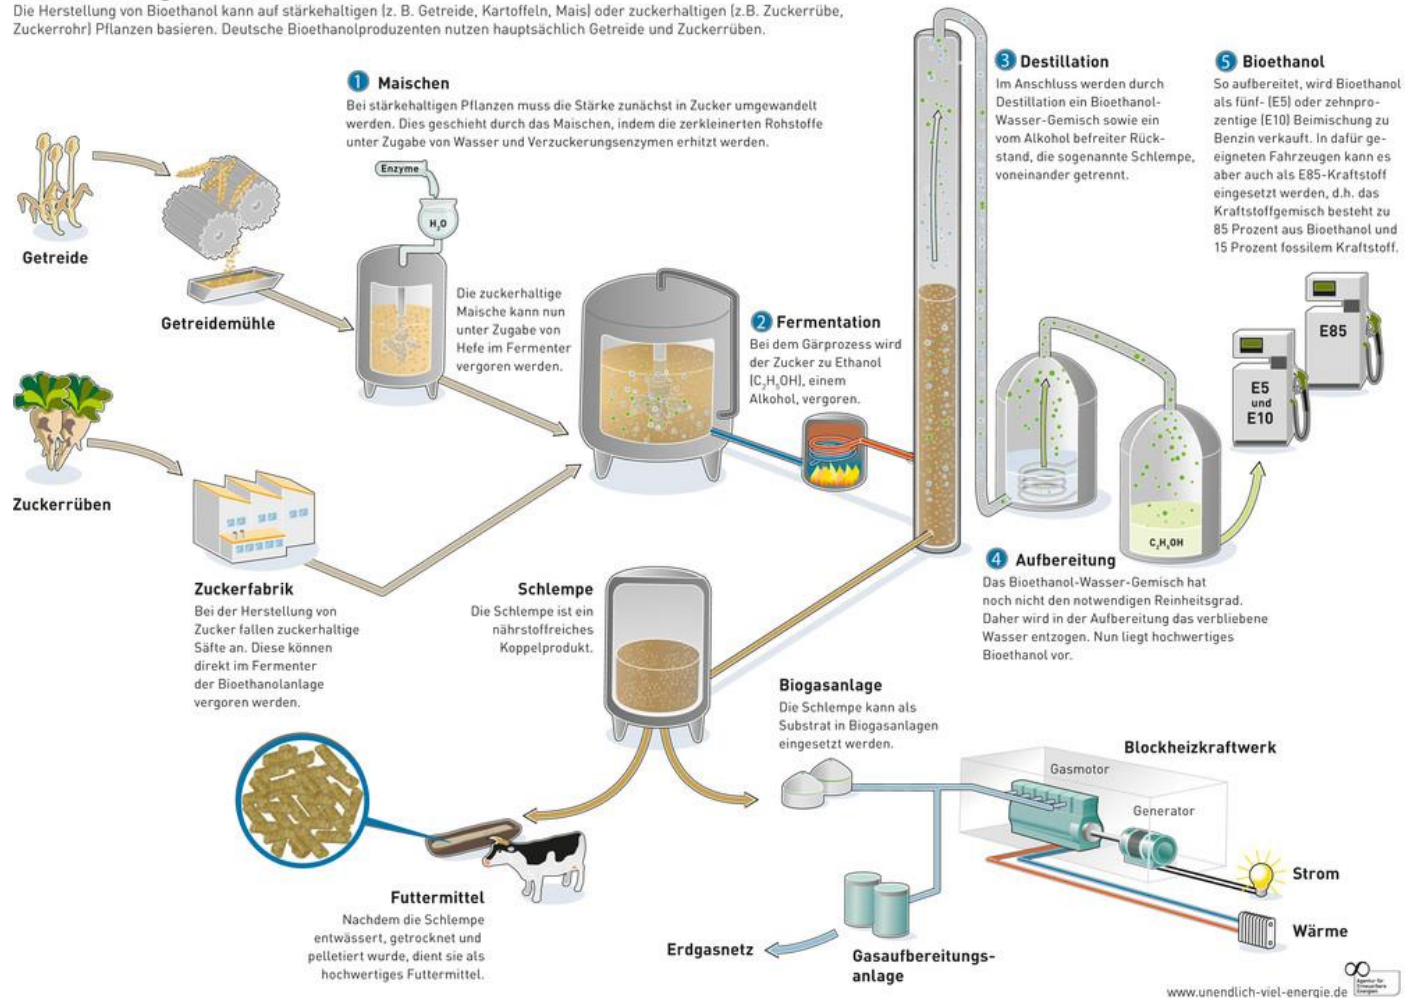 Die Herstellung von Bioethanol kann auf stärkehaltigen (z. B. Getreide, Kartoffeln, Mais) oder zuckerhaltigen (z.B. Zuckerrübe,
Zuckerrohr) Pflanzen basieren. Deutsche Bioethanolproduzenten nutzen hauptsächlich Getreide und Zuckerrüben.
1 Maischen
Bei stärkehaltigen Pflanzen muss die Stärke zunächst in Zucker umgewandelt
werden. Dies geschieht durch das Maischen, indem die zerkleinerten Rohstoffe
unter Zugabe von Wasser und Verzuckerungsenzymen erhitzt werden.
Enzyme
H₂O
Getreide
Getreidemühle
Die zuckerhaltige
Maische kann nun
unter Zugabe von
Hefe im Fermenter
vergoren werden.
2 Fermentation
Bei dem Gärprozess wird
der Zucker zu Ethanol
(C₂H₅OH), einem
Alkohol, vergoren.
3 Destillation
Im Anschluss werden durch
Destillation ein Bioethanol-
Wasser-Gemisch sowie ein
vom Alkohol befreiter Rück-
stand, die sogenannte Schlempe,
voneinander getrennt.
5 Bioethanol
So aufbereitet, wird Bioethanol
als fünf- (E5) oder zehnpro-
zentige (E10) Beimischung zu
Benzin verkauft. In dafür ge-
eigneten Fahrzeugen kann es
aber auch als E85-Kraftstoff
eingesetzt werden, d.h. das
Kraftstoffgemisch besteht zu
85 Prozent aus Bioethanol und
15 Prozent fossilem Kraftstoff.
E85
E5
und
E10
C₂H₅OH
4 Aufbereitung
Das Bioethanol-Wasser-Gemisch hat
noch nicht den notwendigen Reinheitsgrad.
Daher wird in der Aufbereitung das verbliebene
Wasser entzogen. Nun liegt hochwertiges
Bioethanol vor.
Zuckerrüben
Zuckerfabrik
Bei der Herstellung von
Zucker fallen zuckerhaltige
Säfte an. Diese können
direkt im Fermenter
der Bioethanolanlage
vergoren werden.
Schlempe
Die Schlempe ist ein
nährstoffreiches
Koppelprodukt.
Biogasanlage
Die Schlempe kann als
Substrat in Biogasanlagen
eingesetzt werden.
Blockheizkraftwerk
Gasmotor
Generator
Strom
Wärme
Futtermittel
Nachdem die Schlempe
entwässert, getrocknet und
pelletiert wurde, dient sie als
hochwertiges Futtermittel.
Erdgasnetz
Gasaufbereitungs-
anlage
www.unendlich-viel-energie.de
Agentur für
Erneuerbare
Energien